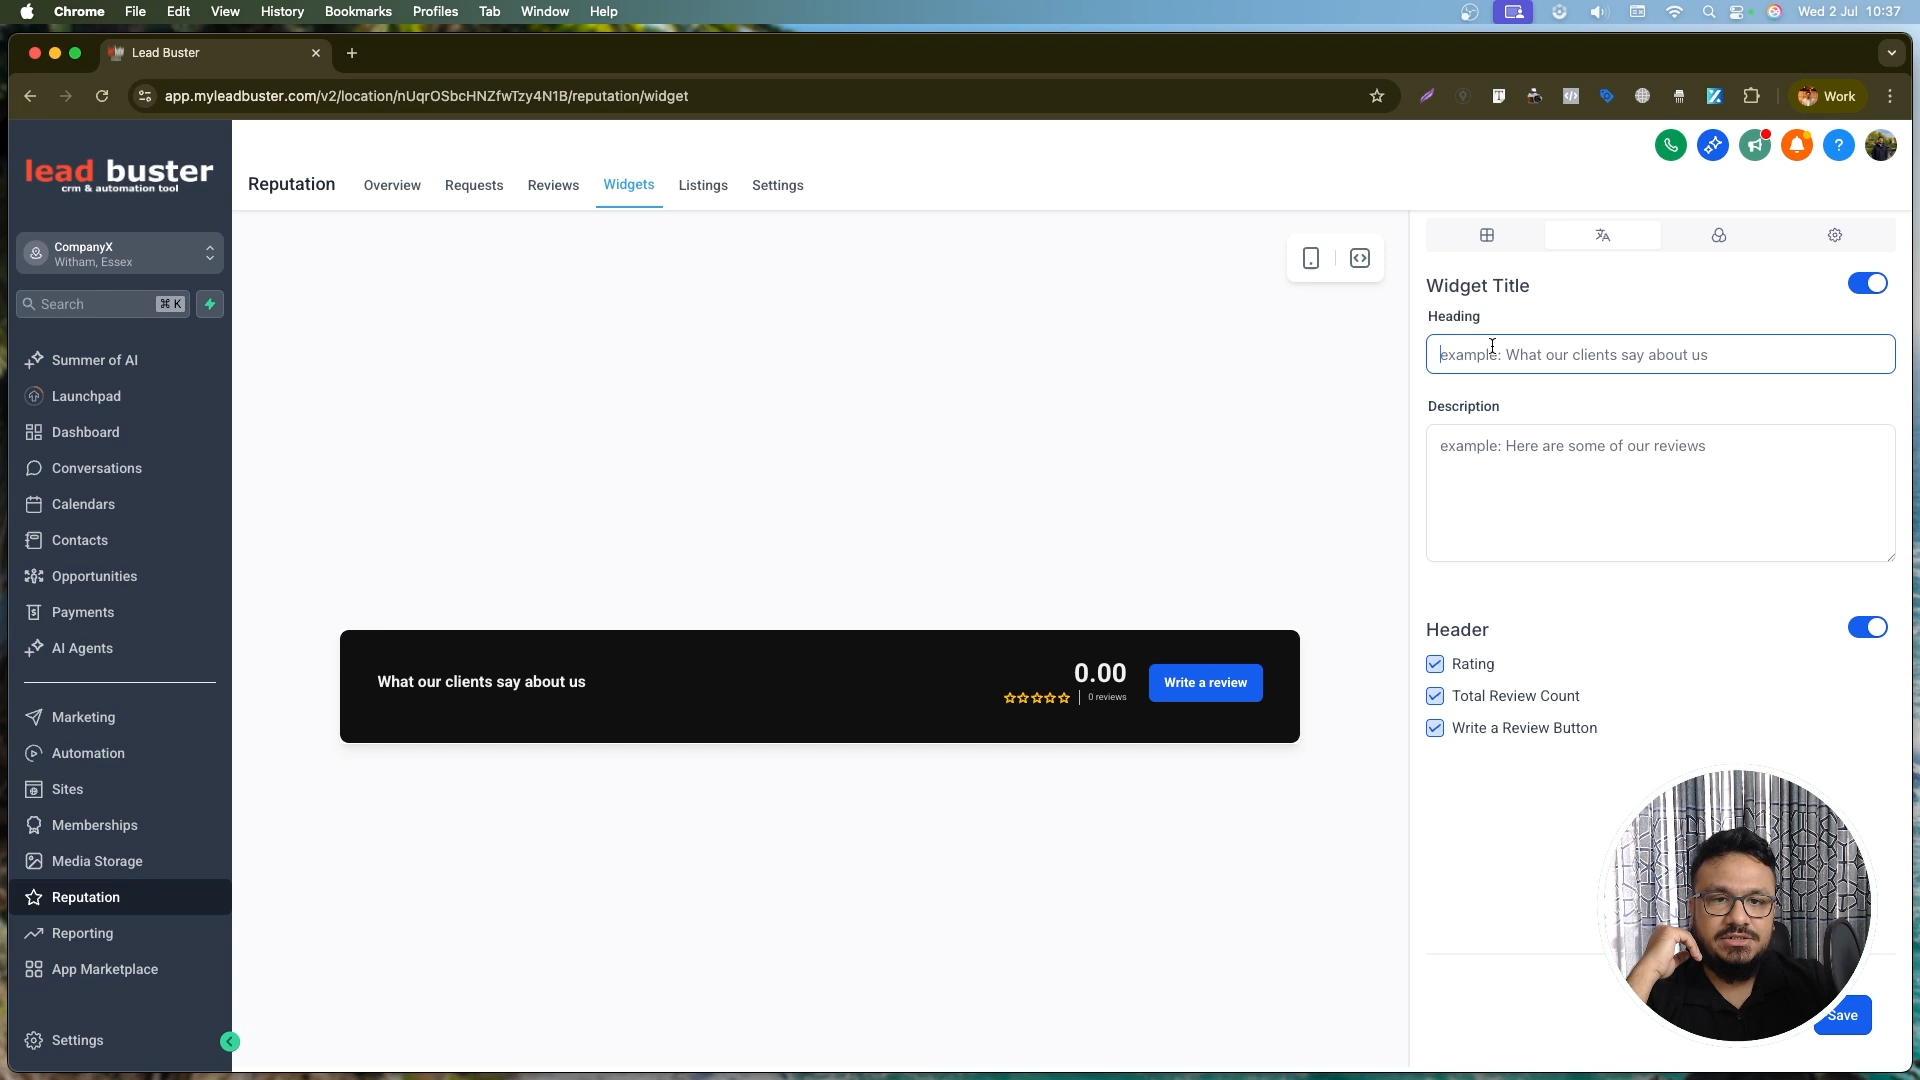 Chrome File Edit View History Bookmarks Profiles Tab Window Help
Wed 2 Jul 10:37
Lead Buster
app.myleadbuster.com/v2/location/nUqrOSbcHNZfwTzy4N1B/reputation/widget
Work
lead buster
crm & automation tool
CompanyX
Witham, Essex
Search ⌘ K
Summer of AI
Launchpad
Dashboard
Conversations
Calendars
Contacts
Opportunities
Payments
AI Agents
Marketing
Automation
Sites
Memberships
Media Storage
Reputation
Reporting
App Marketplace
Settings
Reputation Overview Requests Reviews Widgets Listings Settings
What our clients say about us
0.00
0 reviews
Write a review
Widget Title
Heading
example: What our clients say about us
Description
example: Here are some of our reviews
Header
Rating
Total Review Count
Write a Review Button
Save